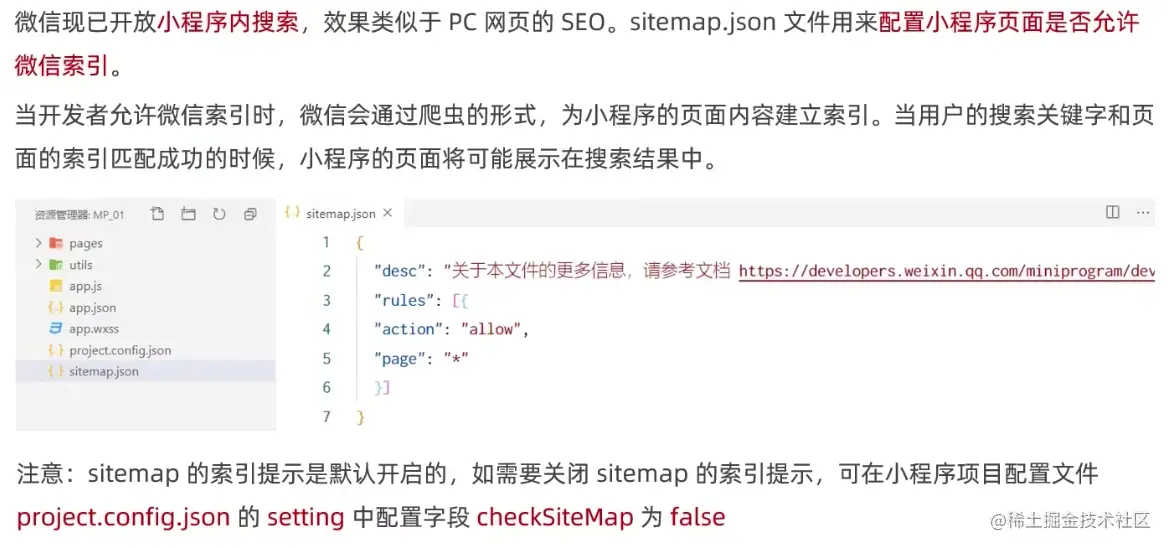 微信现已开放小程序内搜索，效果类似于 PC 网页的 SEO。sitemap.json 文件用来配置小程序页面是否允许
微信索引。
当开发者允许微信索引时，微信会通过爬虫的形式，为小程序的页面内容建立索引。当用户的搜索关键字和页
面的索引匹配成功的时候，小程序的页面将可能展示在搜索结果中。
资源管理器: MP_01
pages
utils
app.js
app.json
app.wxss
project.config.json
sitemap.json
sitemap.json ×
1 {
2 "desc": "关于本文件的更多信息，请参考文档 https://developers.weixin.qq.com/miniprogram/dev
3 "rules": [{
4 "action": "allow",
5 "page": "*"
6 }]
7 }
注意：sitemap 的索引提示是默认开启的，如需要关闭 sitemap 的索引提示，可在小程序项目配置文件
project.config.json 的 setting 中配置字段 checkSiteMap 为 false
@稀土掘金技术社区